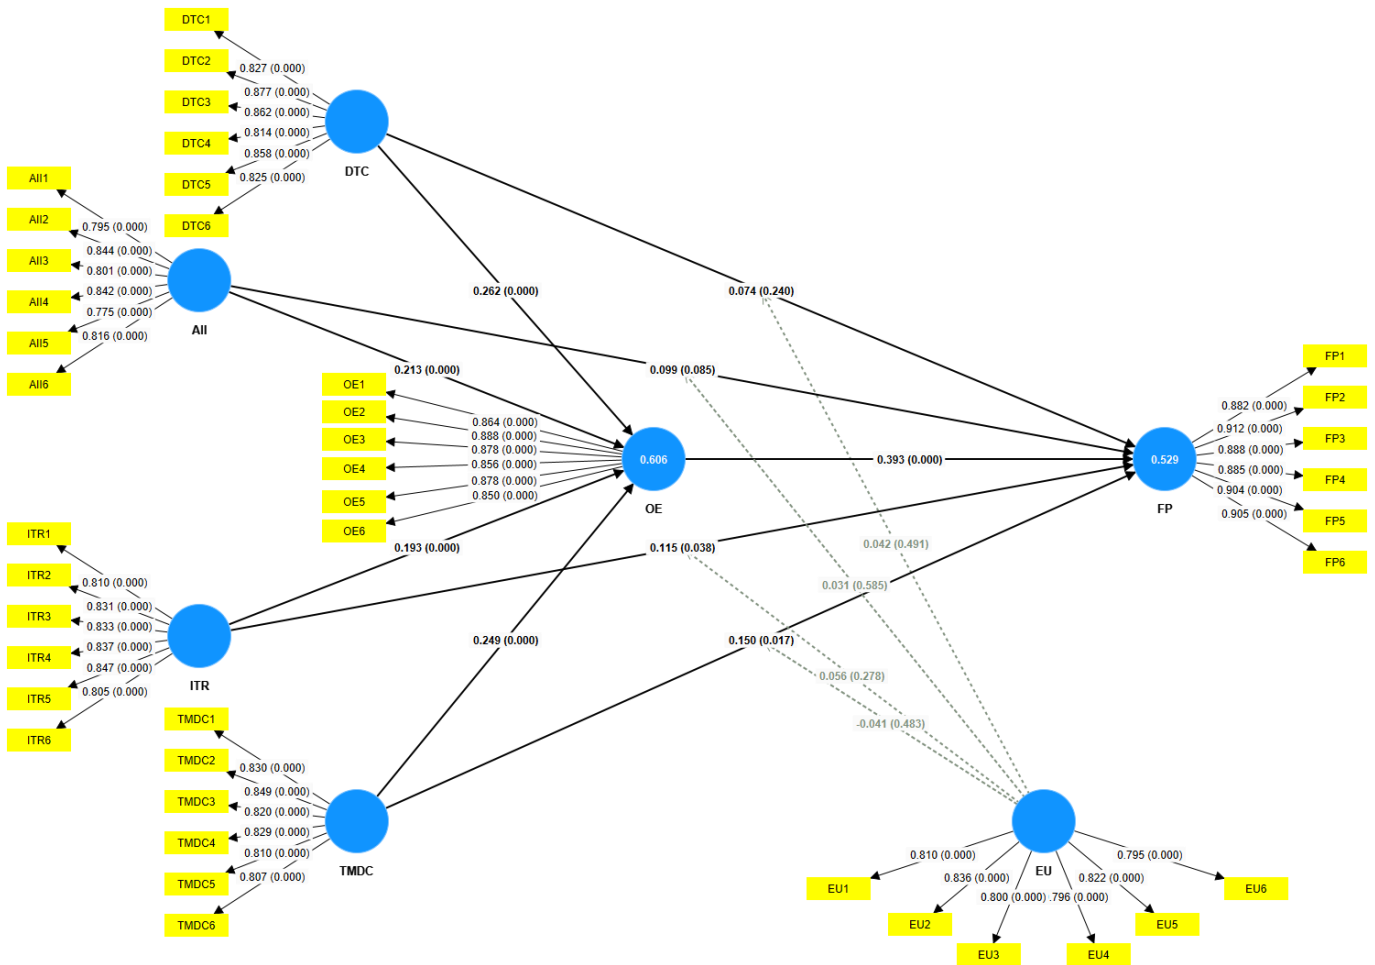 DTC1
DTC2
DTC3
DTC4
DTC5
DTC6
0.827 (0.000)
0.877 (0.000)
0.862 (0.000)
0.814 (0.000)
0.858 (0.000)
0.825 (0.000)
DTC
AII1
AII2
AII3
AII4
AII5
AII6
0.795 (0.000)
0.844 (0.000)
0.801 (0.000)
0.842 (0.000)
0.775 (0.000)
0.816 (0.000)
AII
0.262 (0.000)
0.074 (0.240)
0.213 (0.000)
0.099 (0.085)
OE1
OE2
OE3
OE4
OE5
OE6
0.864 (0.000)
0.888 (0.000)
0.878 (0.000)
0.856 (0.000)
0.878 (0.000)
0.850 (0.000)
0.606
OE
0.393 (0.000)
0.529
FP
0.882 (0.000)
0.912 (0.000)
0.888 (0.000)
0.885 (0.000)
0.904 (0.000)
0.905 (0.000)
FP1
FP2
FP3
FP4
FP5
FP6
ITR1
ITR2
ITR3
ITR4
ITR5
ITR6
0.810 (0.000)
0.831 (0.000)
0.833 (0.000)
0.837 (0.000)
0.847 (0.000)
0.805 (0.000)
ITR
0.193 (0.000)
0.115 (0.038)
0.042 (0.491)
0.031 (0.585)
0.249 (0.000)
0.150 (0.017)
0.056 (0.278)
-0.041 (0.483)
TMDC1
TMDC2
TMDC3
TMDC4
TMDC5
TMDC6
0.830 (0.000)
0.849 (0.000)
0.820 (0.000)
0.829 (0.000)
0.810 (0.000)
0.807 (0.000)
TMDC
EU
0.810 (0.000)
0.836 (0.000)
0.800 (0.000)
.796 (0.000)
0.822 (0.000)
0.795 (0.000)
EU1
EU2
EU3
EU4
EU5
EU6